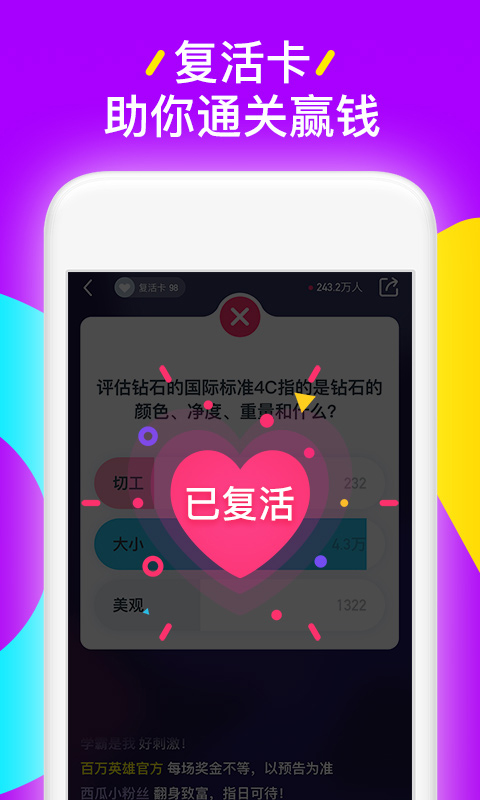 复活卡
助你通关赢钱
复活卡 98
243.2万人
评估钻石的国际标准4C指的是钻石的
颜色、净度、重量和什么?
切工 232
已复活
大小 4.3万
美观 1322
学霸是我 好刺激!
百万英雄官方 每场奖金不等，以预告为准
西瓜小粉丝 翻身致富，指日可待!